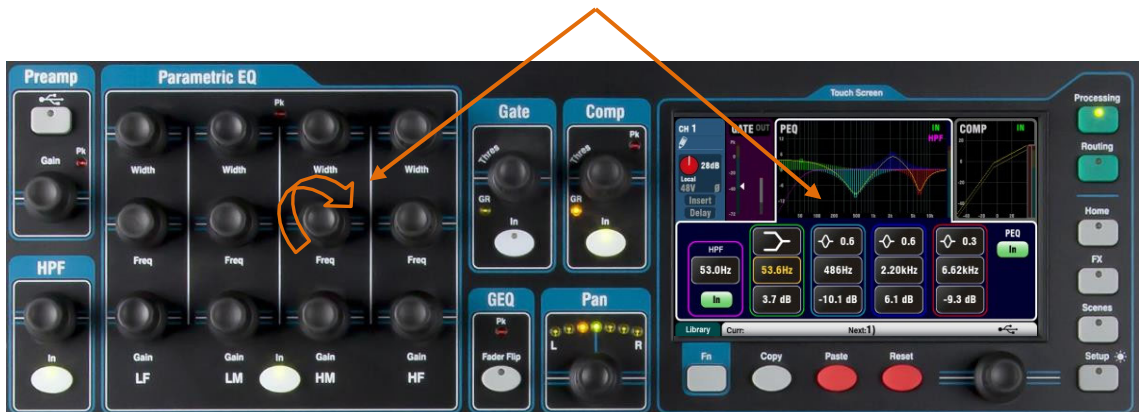 Preamp
Gain
Pk
HPF
In
Parametric EQ
Pk
Width
Width
Width
Width
Freq
Freq
Freq
Freq
Gain
Gain
In
Gain
Gain
LF
LM
HM
HF
Gate
Thres
GR
In
Comp
Pk
Thres
GR
In
GEQ
Pk
Fader Flip
Pan
L
R
Touch Screen
CH 1
28dB
Local
48V
Ø
Insert
Delay
GATE OUT
PEQ
IN
HPF
COMP
IN
HPF
53.0Hz
In
53.6Hz
3.7 dB
0.6
486Hz
-10.1 dB
0.6
2.20kHz
6.1 dB
0.3
6.62kHz
-9.3 dB
PEQ
In
Library
Curr:
Next:1)
Fn
Copy
Paste
Reset
Processing
Routing
Home
FX
Scenes
Setup